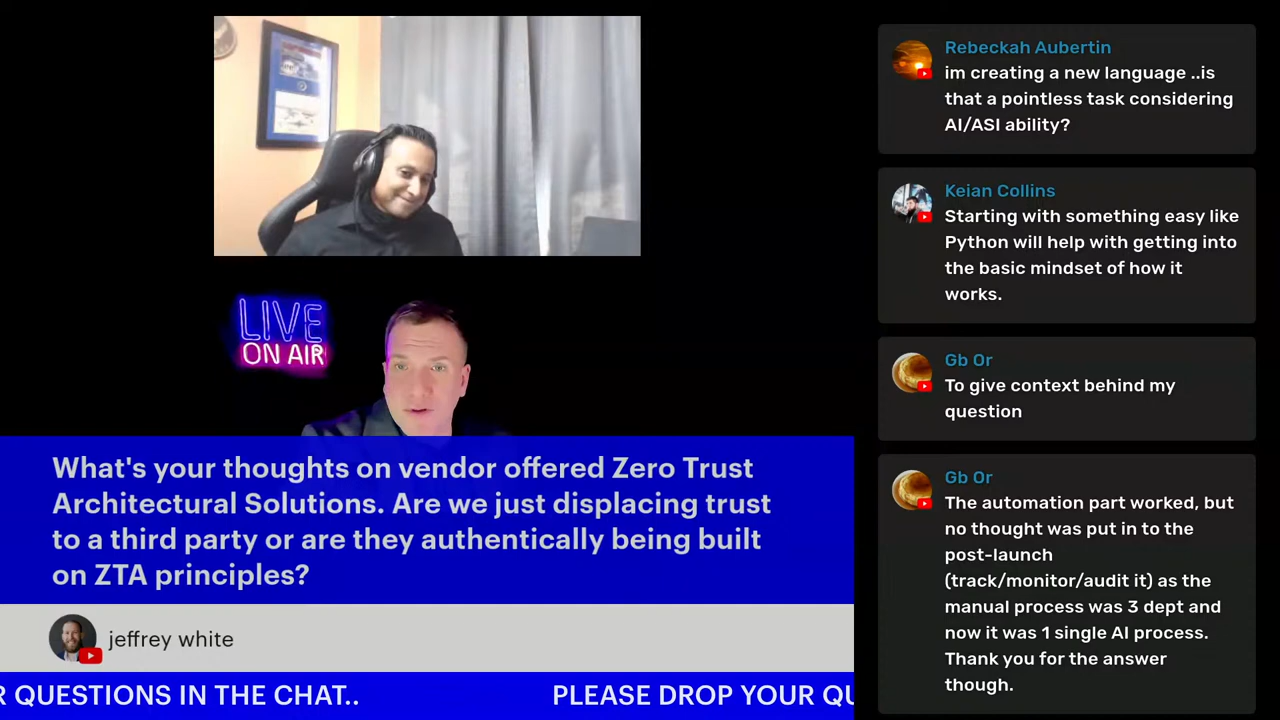 LIVE
ON AIR
What's your thoughts on vendor offered Zero Trust
Architectural Solutions. Are we just displacing trust
to a third party or are they authentically being built
on ZTA principles?
jeffrey white
R QUESTIONS IN THE CHAT..
PLEASE DROP YOUR QU
Rebeckah Aubertin
im creating a new language ..is
that a pointless task considering
AI/ASI ability?
Keian Collins
Starting with something easy like
Python will help with getting into
the basic mindset of how it
works.
Gb Or
To give context behind my
question
Gb Or
The automation part worked, but
no thought was put in to the
post-launch
(track/monitor/audit it) as the
manual process was 3 dept and
now it was 1 single AI process.
Thank you for the answer
though.